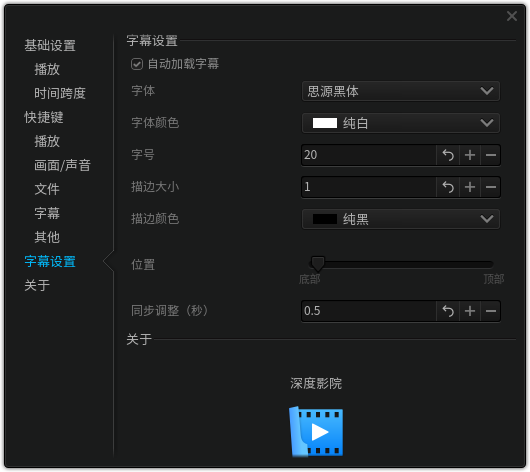 基础设置
播放
时间跨度
快捷键
播放
画面/声音
文件
字幕
其他
字幕设置
关于
字幕设置
自动加载字幕
字体 思源黑体
字体颜色 纯白
字号 20
描边大小 1
描边颜色 纯黑
位置
底部 顶部
同步调整（秒） 0.5
关于
深度影院